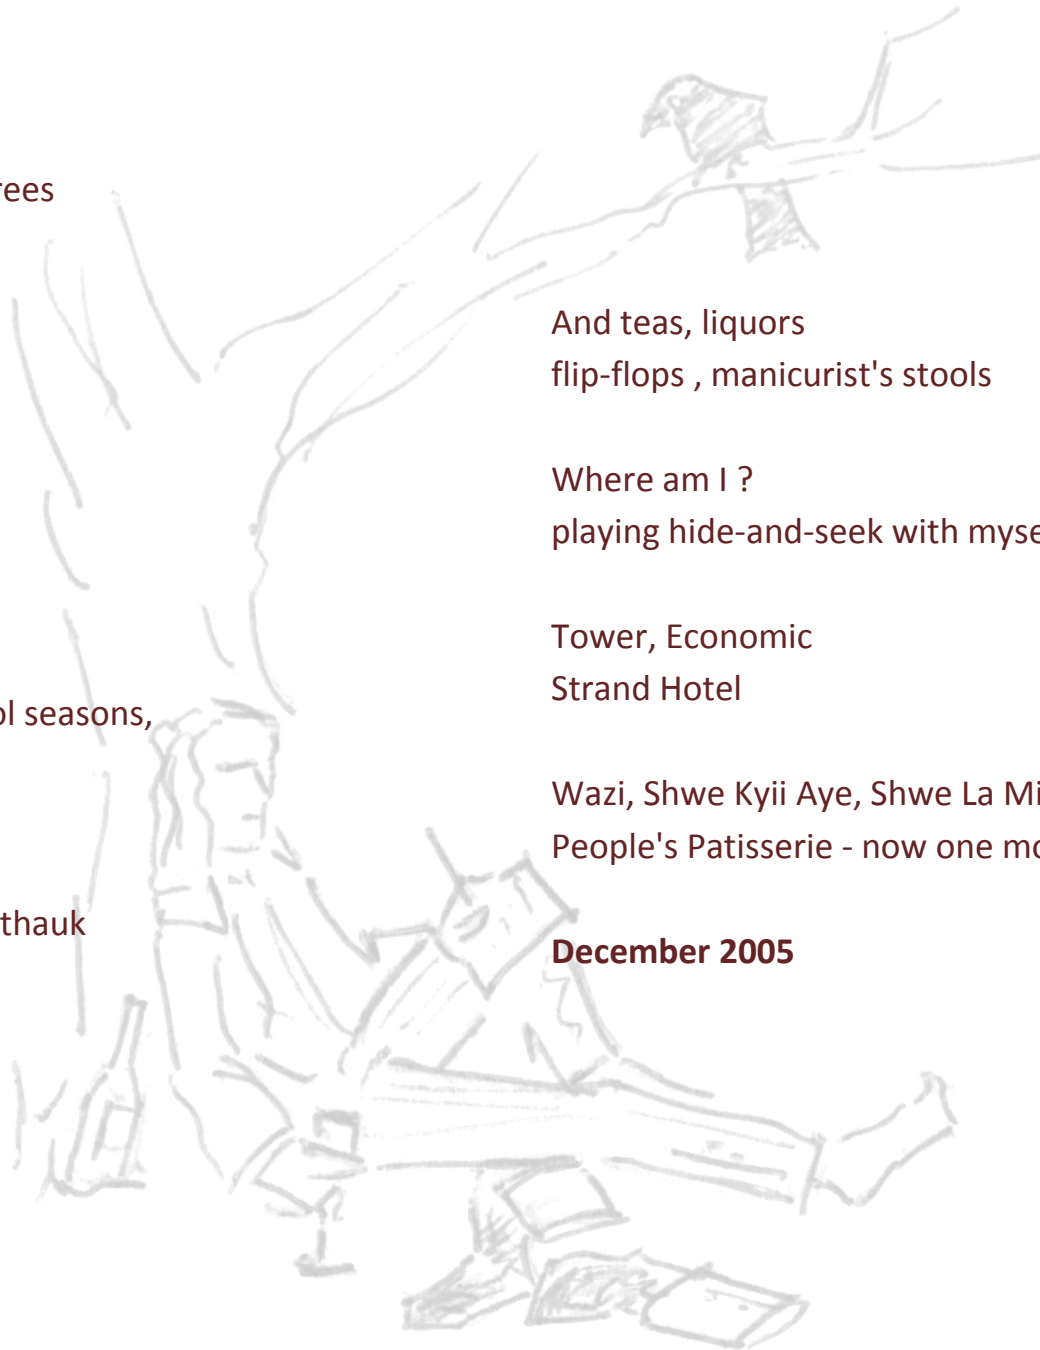 rees
ol seasons,
thauk
And teas, liquors
flip-flops , manicurist's stools
Where am I ?
playing hide-and-seek with myse
Tower, Economic
Strand Hotel
Wazi, Shwe Kyii Aye, Shwe La Mi
People's Patisserie - now one mo
December 2005